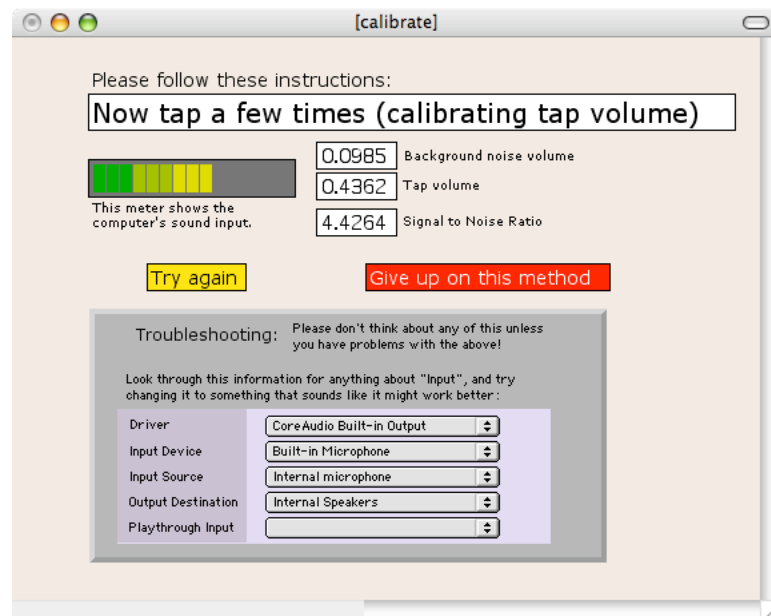 [calibrate]
Please follow these instructions:
Now tap a few times (calibrating tap volume)
0.0985 Background noise volume
0.4362 Tap volume
This meter shows the
computer's sound input.
4.4264 Signal to Noise Ratio
Try again
Give up on this method
Troubleshooting:
Please don't think about any of this unless
you have problems with the above!
Look through this information for anything about "Input", and try
changing it to something that sounds like it might work better:
Driver CoreAudio Built-in Output
Input Device Built-in Microphone
Input Source Internal microphone
Output Destination Internal Speakers
Playthrough Input